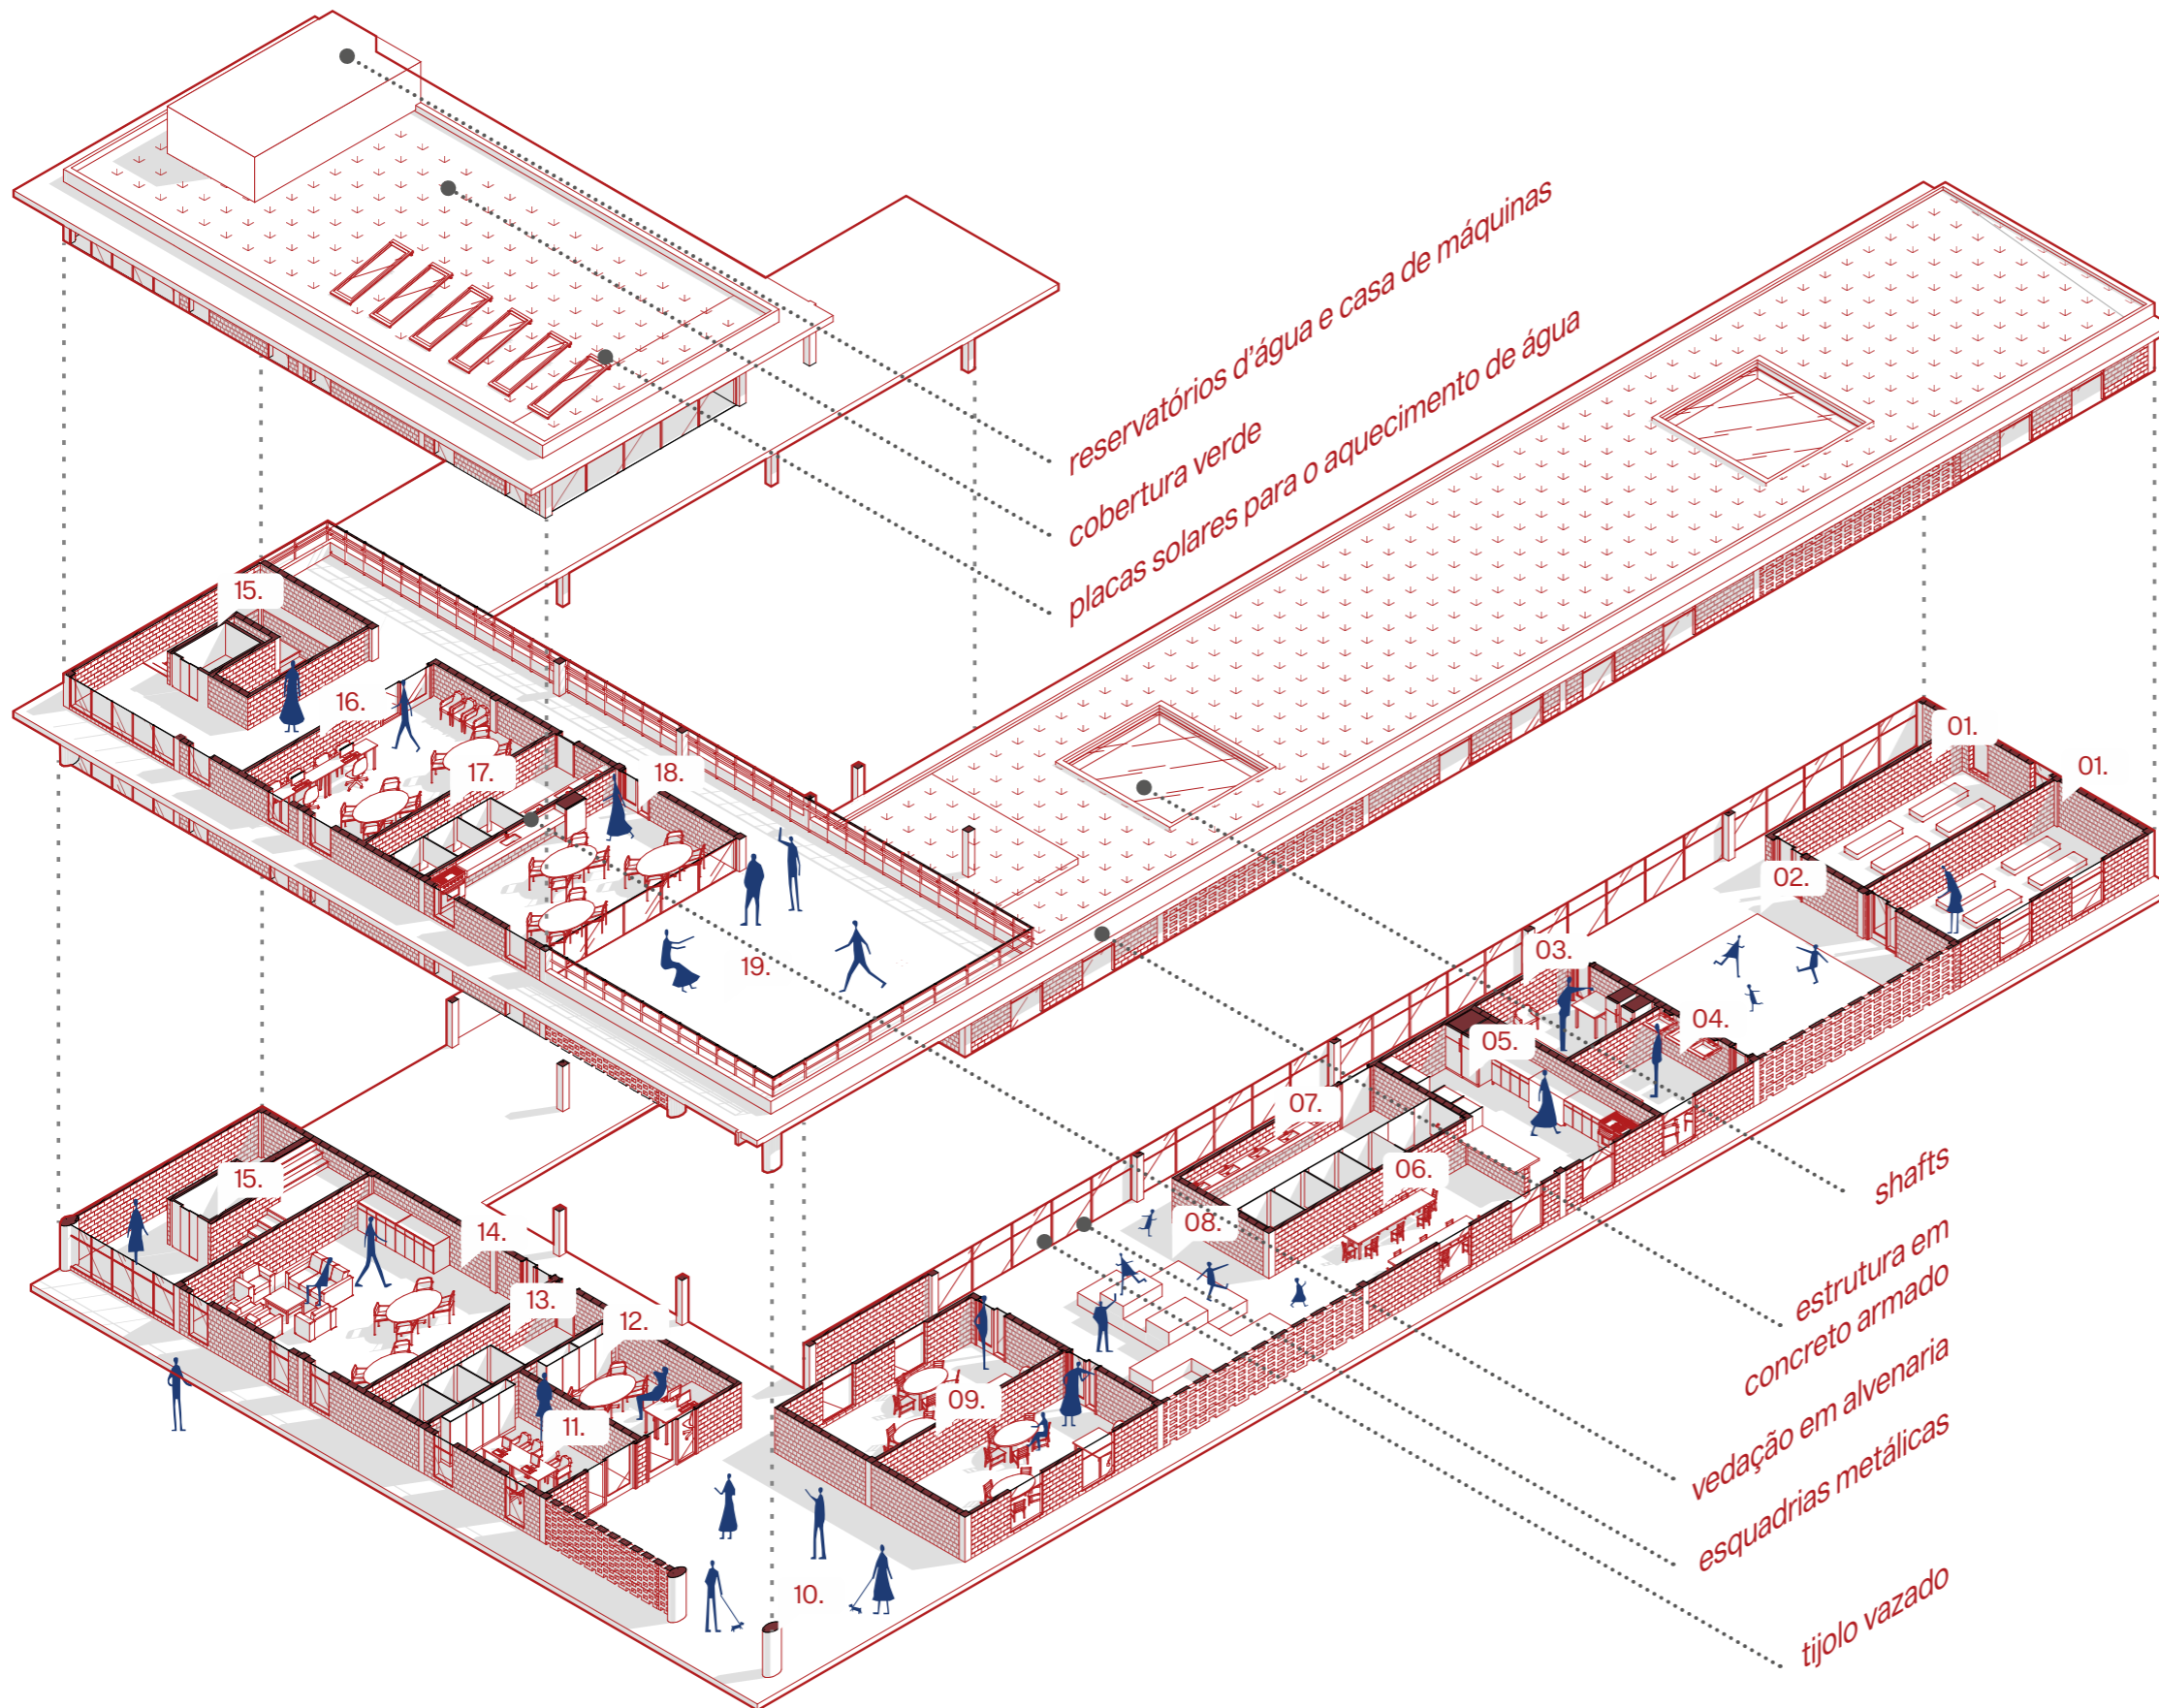 reservatórios d'água e casa de máquinas
cobertura verde
placas solares para o aquecimento de água
15.
16.
17.
18.
19.
01.
01.
02.
03.
04.
05.
06.
07.
08.
09.
15.
14.
13.
12.
11.
10.
shafts
estrutura em
concreto armado
vedação em alvenaria
esquadrias metálicas
tijolo vazado